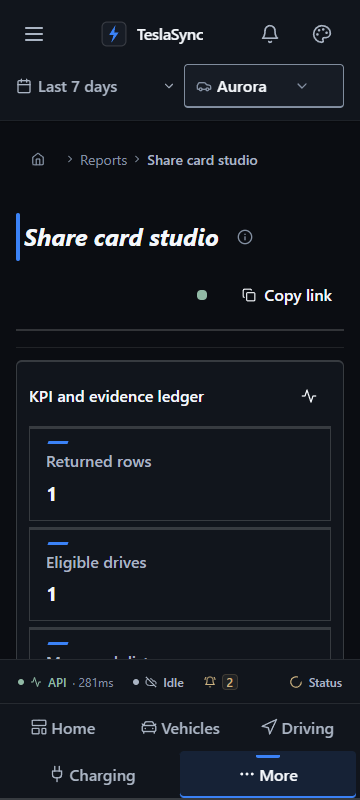 TeslaSync
Last 7 days
Aurora
Reports
Share card studio
Share card studio
Copy link
KPI and evidence ledger
Returned rows
1
Eligible drives
1
API · 281ms
Idle
2
Status
Home
Vehicles
Driving
Charging
More